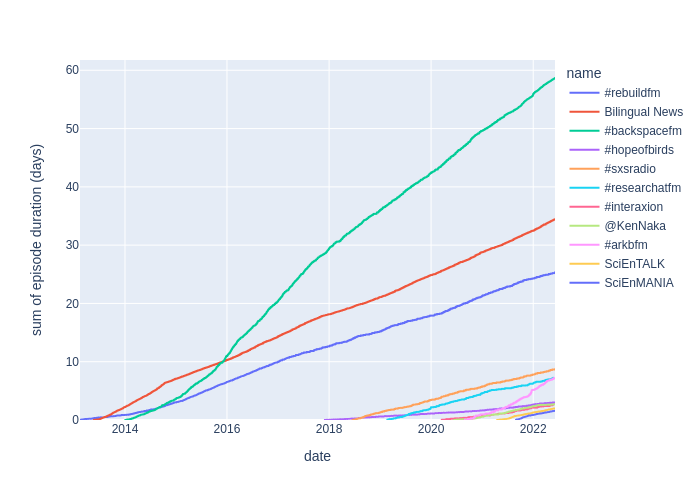 sum of episode duration (days)
60
50
40
30
20
10
0
2014
2016
2018
2020
2022
date
name
#rebuildfm
Bilingual News
#backspacefm
#hopeofbirds
#sxsradio
#researchatfm
#interaxion
@KenNaka
#arkbfm
SciEnTALK
SciEnMANIA